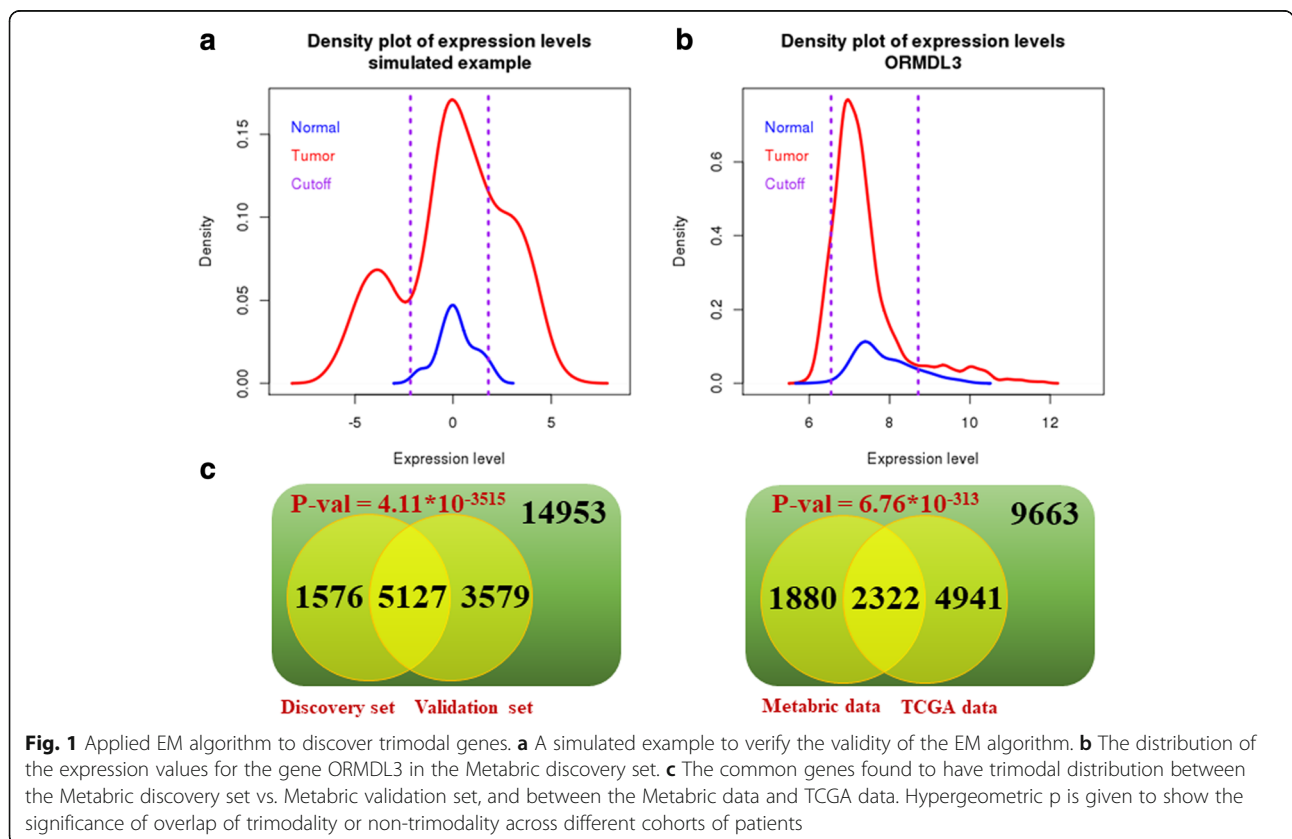 a
Density plot of expression levels
simulated example
Normal
Tumor
Cutoff
Density
0.00
0.05
0.10
0.15
-5
0
5
Expression level
b
Density plot of expression levels
ORMDL3
Normal
Tumor
Cutoff
Density
0.0
0.2
0.4
0.6
6
8
10
12
Expression level
c
P-val = 4.11*10-3515
14953
1576
5127
3579
Discovery set
Validation set
P-val = 6.76*10-313
9663
1880
2322
4941
Metabric data
TCGA data
Fig. 1 Applied EM algorithm to discover trimodal genes. a A simulated example to verify the validity of the EM algorithm. b The distribution of
the expression values for the gene ORMDL3 in the Metabric discovery set. c The common genes found to have trimodal distribution between
the Metabric discovery set vs. Metabric validation set, and between the Metabric data and TCGA data. Hypergeometric p is given to show the
significance of overlap of trimodality or non-trimodality across different cohorts of patients